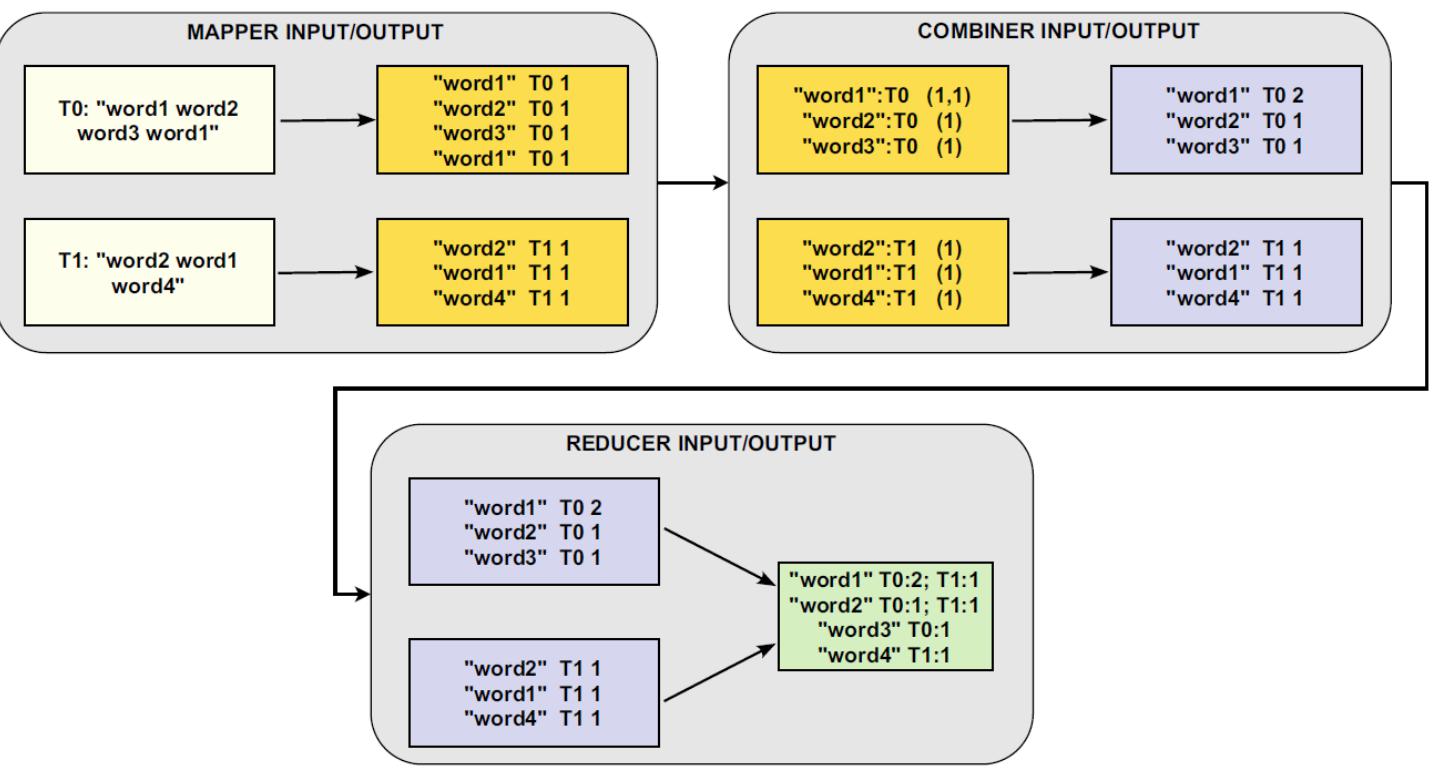 MAPPER INPUT/OUTPUT
T0: "word1 word2
word3 word1"
"word1" T0 1
"word2" T0 1
"word3" T0 1
"word1" T0 1
T1: "word2 word1
word4"
"word2" T1 1
"word1" T1 1
"word4" T1 1
COMBINER INPUT/OUTPUT
"word1":T0 (1,1)
"word2":T0 (1)
"word3":T0 (1)
"word1" T0 2
"word2" T0 1
"word3" T0 1
"word2":T1 (1)
"word1":T1 (1)
"word4":T1 (1)
"word2" T1 1
"word1" T1 1
"word4" T1 1
REDUCER INPUT/OUTPUT
"word1" T0 2
"word2" T0 1
"word3" T0 1
"word2" T1 1
"word1" T1 1
"word4" T1 1
"word1" T0:2; T1:1
"word2" T0:1; T1:1
"word3" T0:1
"word4" T1:1